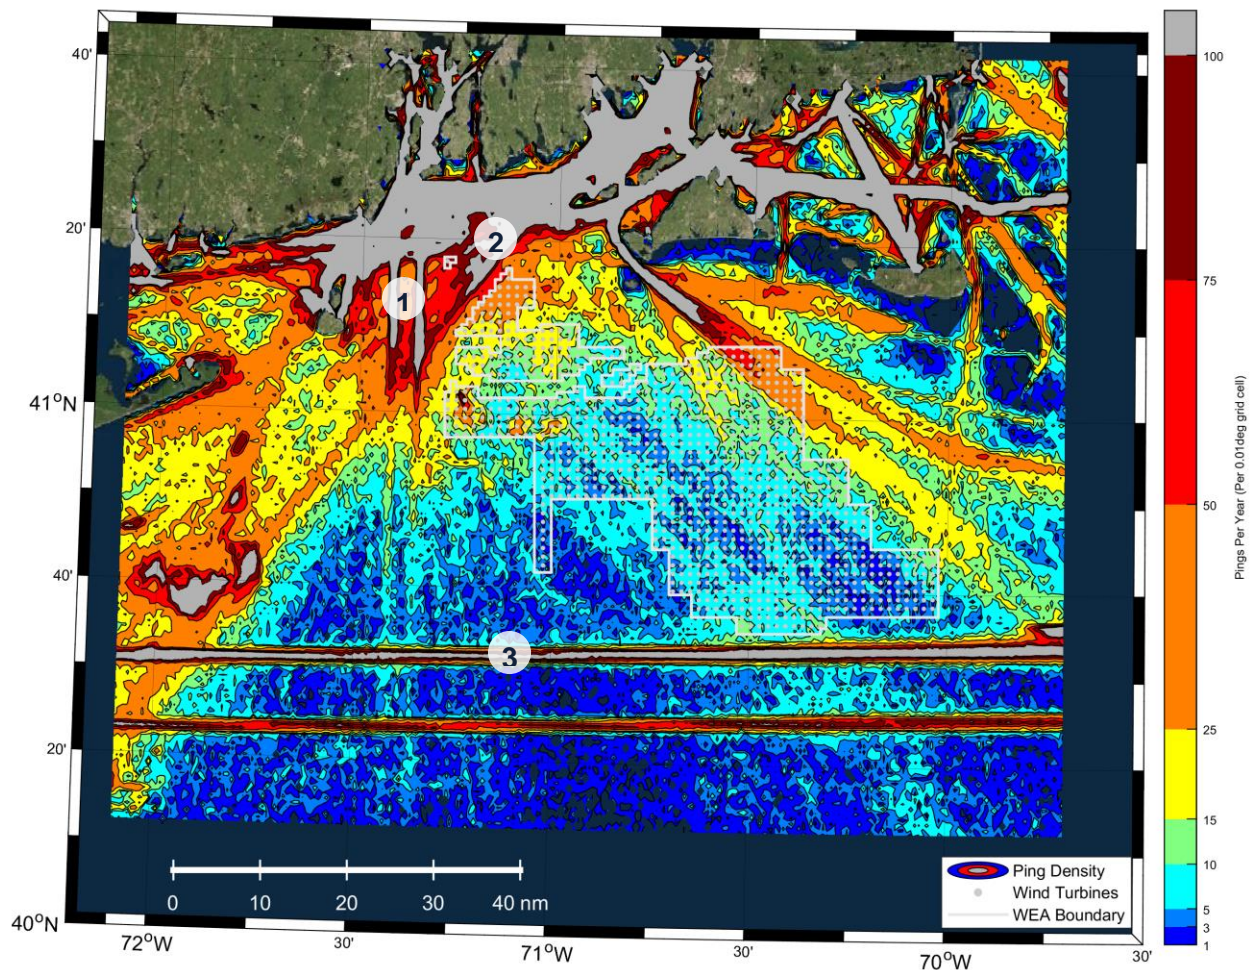 40'
20'
41°N
40'
20'
40°N
72°W
30'
71°W
30'
70°W
30'
1
2
3
0 10 20 30 40 nm
Ping Density
Wind Turbines
WEA Boundary
100
75
50
25
15
10
5
3
1
Pings Per Year (Per 0.01deg grid cell)